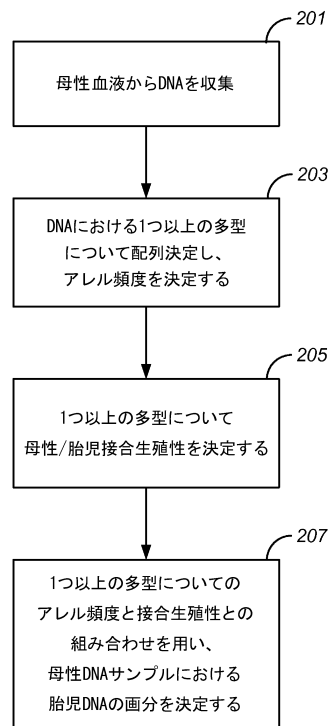 201
母性血液からDNAを収集
203
DNAにおける1つ以上の多型
について配列決定し、
アレル頻度を決定する
205
1つ以上の多型について
母性/胎児接合生殖性を決定する
207
1つ以上の多型についての
アレル頻度と接合生殖性との
組み合わせを用い、
母性DNAサンプルにおける
胎児DNAの画分を決定する